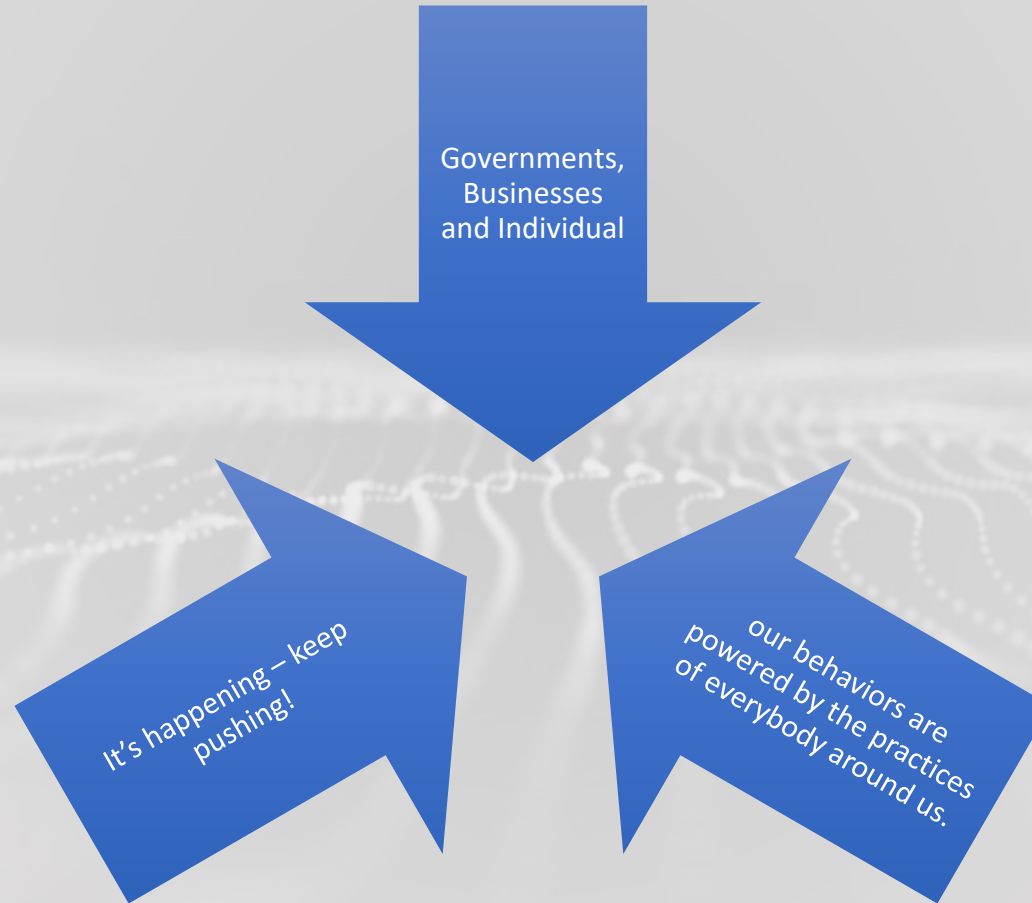 Governments,
Businesses
and Individual
It's happening – keep
pushing!
our behaviors are
powered by the practices
of everybody around us.